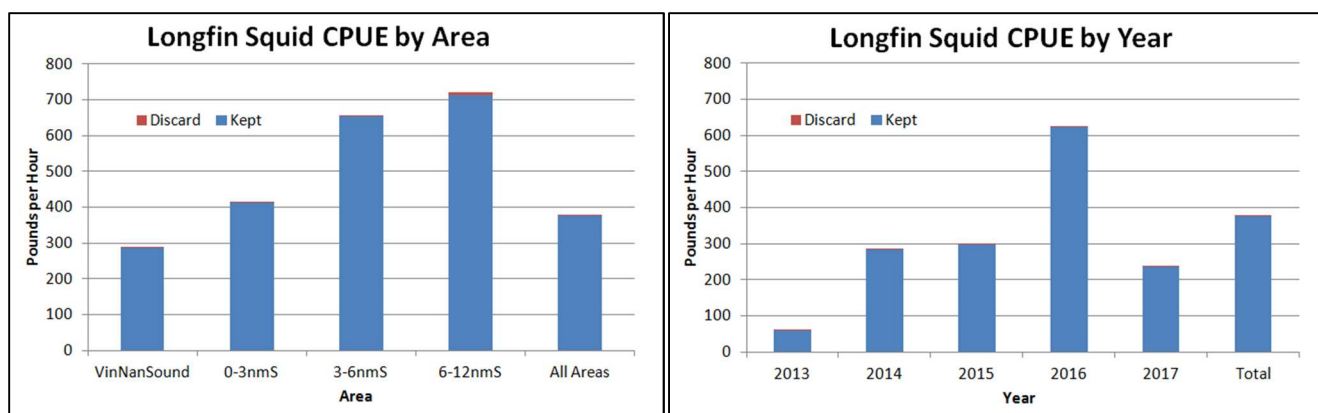 Longfin Squid CPUE by Area
800
700
600
500
400
300
200
100
0
Pounds per Hour
Discard Kept
VinNanSound 0-3nmS 3-6nmS 6-12nmS All Areas
Area
Longfin Squid CPUE by Year
800
700
600
500
400
300
200
100
0
Pounds per Hour
Discard Kept
2013 2014 2015 2016 2017 Total
Year